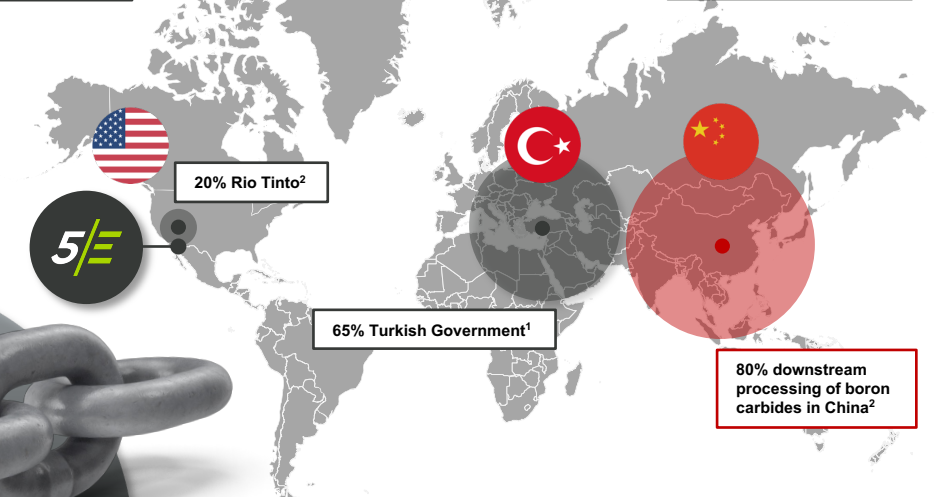 20% Rio Tinto²
5/E
65% Turkish Government¹
80% downstream
processing of boron
carbides in China²